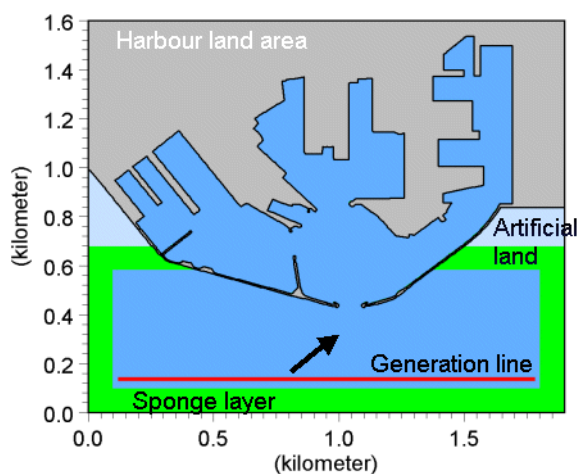 1.6
Harbour land area
1.4
1.2
1.0
(kilometer)
0.8
Artificial
land
0.6
0.4
Generation line
0.2
Sponge layer
0.0
0.0 0.5 1.0 1.5
(kilometer)